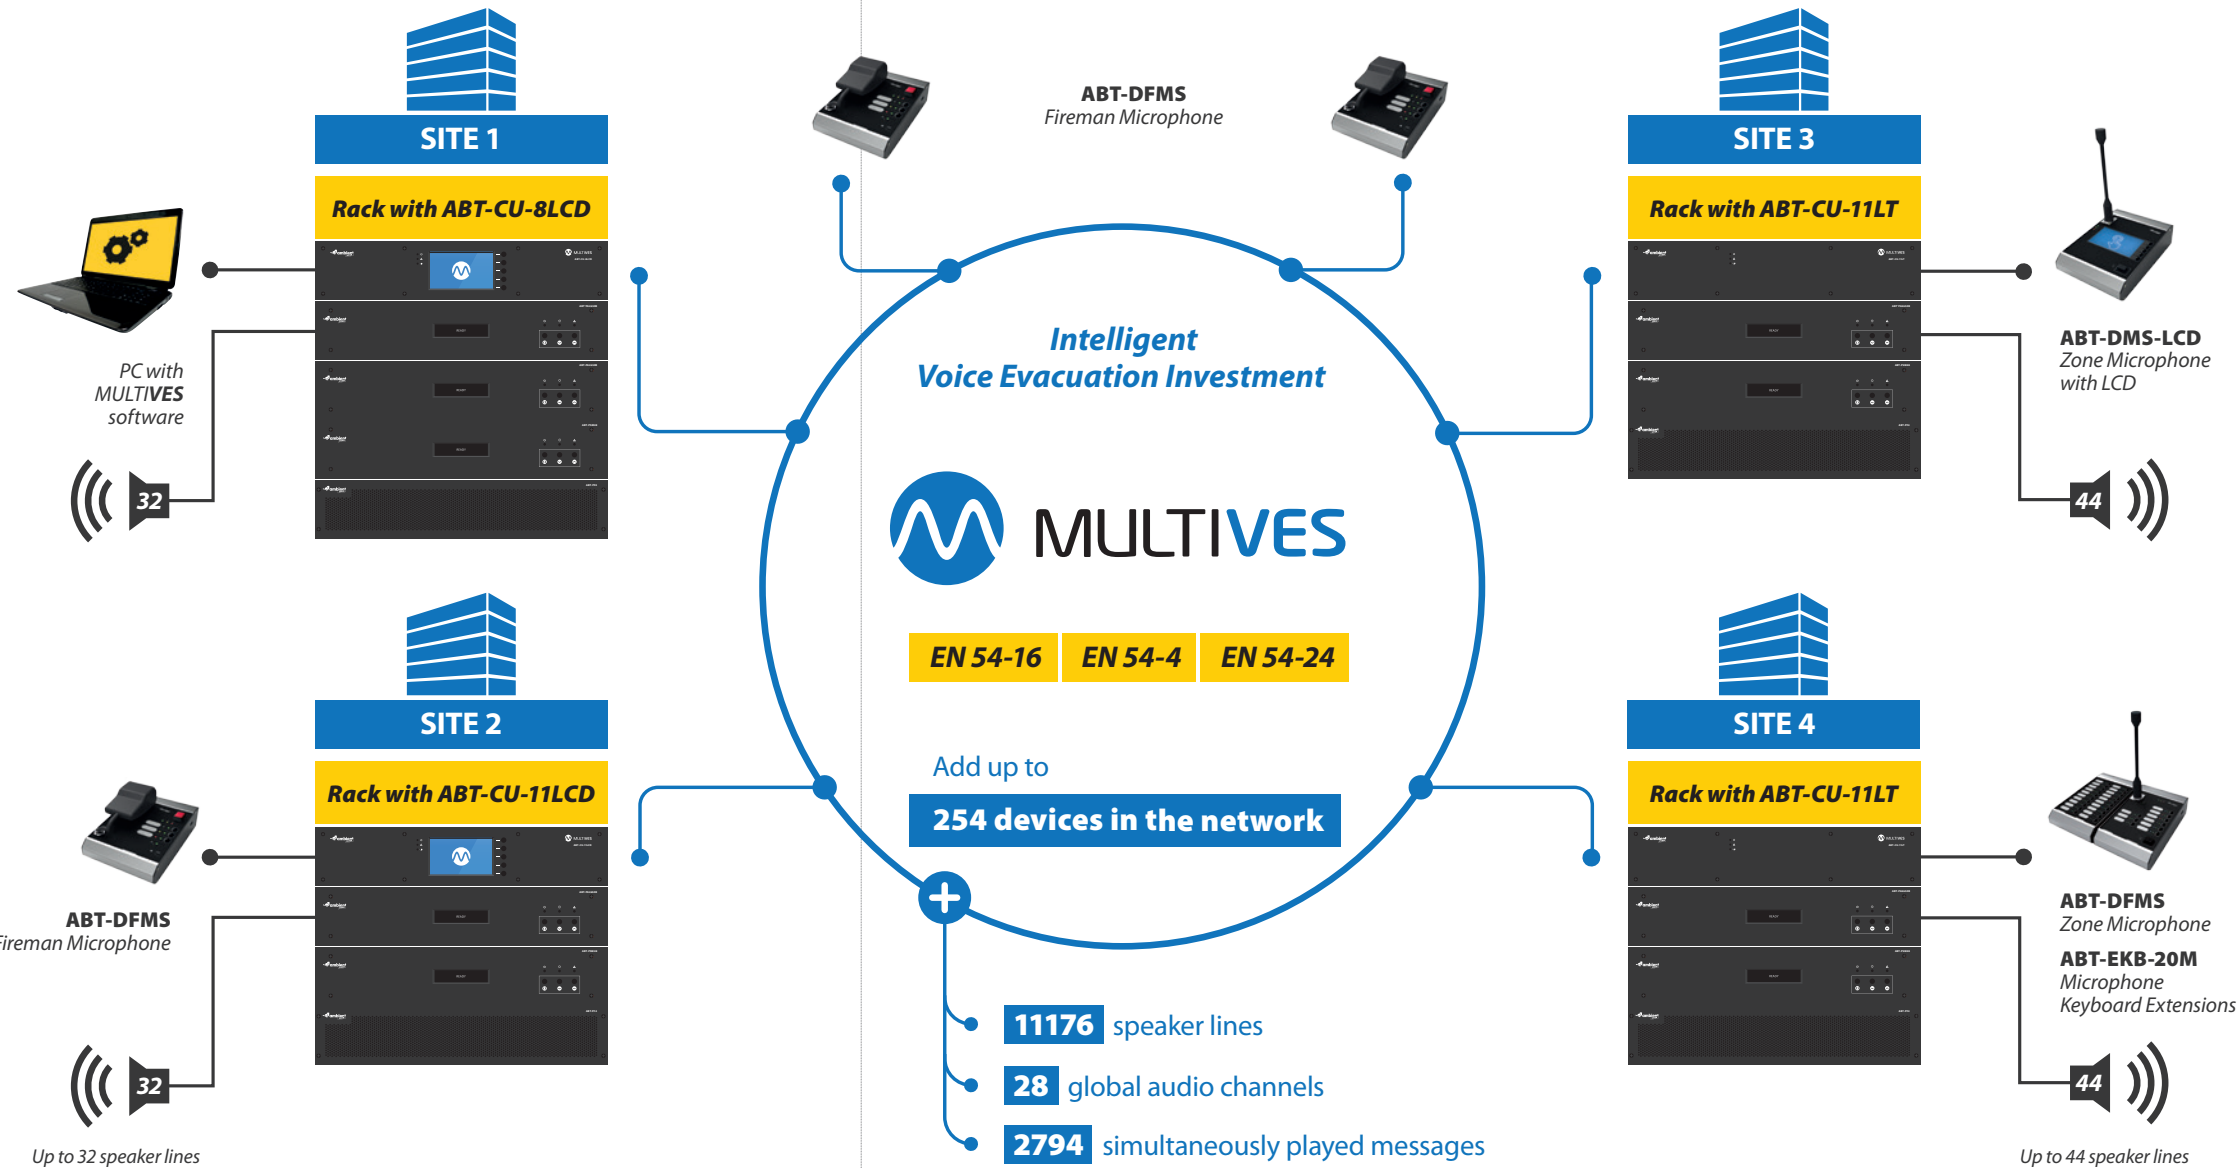 SITE 1
Rack with ABT-CU-8LCD
PC with
MULTIVES
software
32
SITE 2
Rack with ABT-CU-11LCD
ABT-DFMS
Fireman Microphone
32
Up to 32 speaker lines
ABT-DFMS
Fireman Microphone
Intelligent
Voice Evacuation Investment
MULTIVES
EN 54-16 EN 54-4 EN 54-24
Add up to
254 devices in the network
11176 speaker lines
28 global audio channels
2794 simultaneously played messages
SITE 3
Rack with ABT-CU-11LT
ABT-DMS-LCD
Zone Microphone
with LCD
44
SITE 4
Rack with ABT-CU-11LT
ABT-DFMS
Zone Microphone
ABT-EKB-20M
Microphone
Keyboard Extensions
44
Up to 44 speaker lines